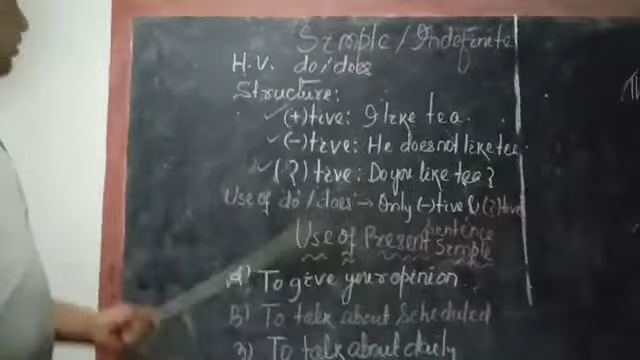 Simple/Indefinite
H.V. do/does
Structure:
✓(+)tive: I like tea.
✓(-)tive: He does not like tea.
✓(?)tive: Do you like tea?
Use of do/does → Only (-)tive & (?)tive
sentence
Use of Present Simple
A) To give your opinion
B) To talk about Scheduled
3) To talk about daily